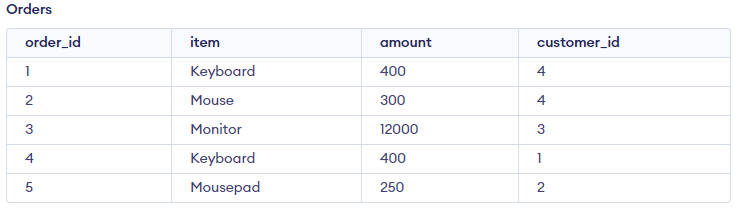 Orders
order_id item amount customer_id
1 Keyboard 400 4
2 Mouse 300 4
3 Monitor 12000 3
4 Keyboard 400 1
5 Mousepad 250 2